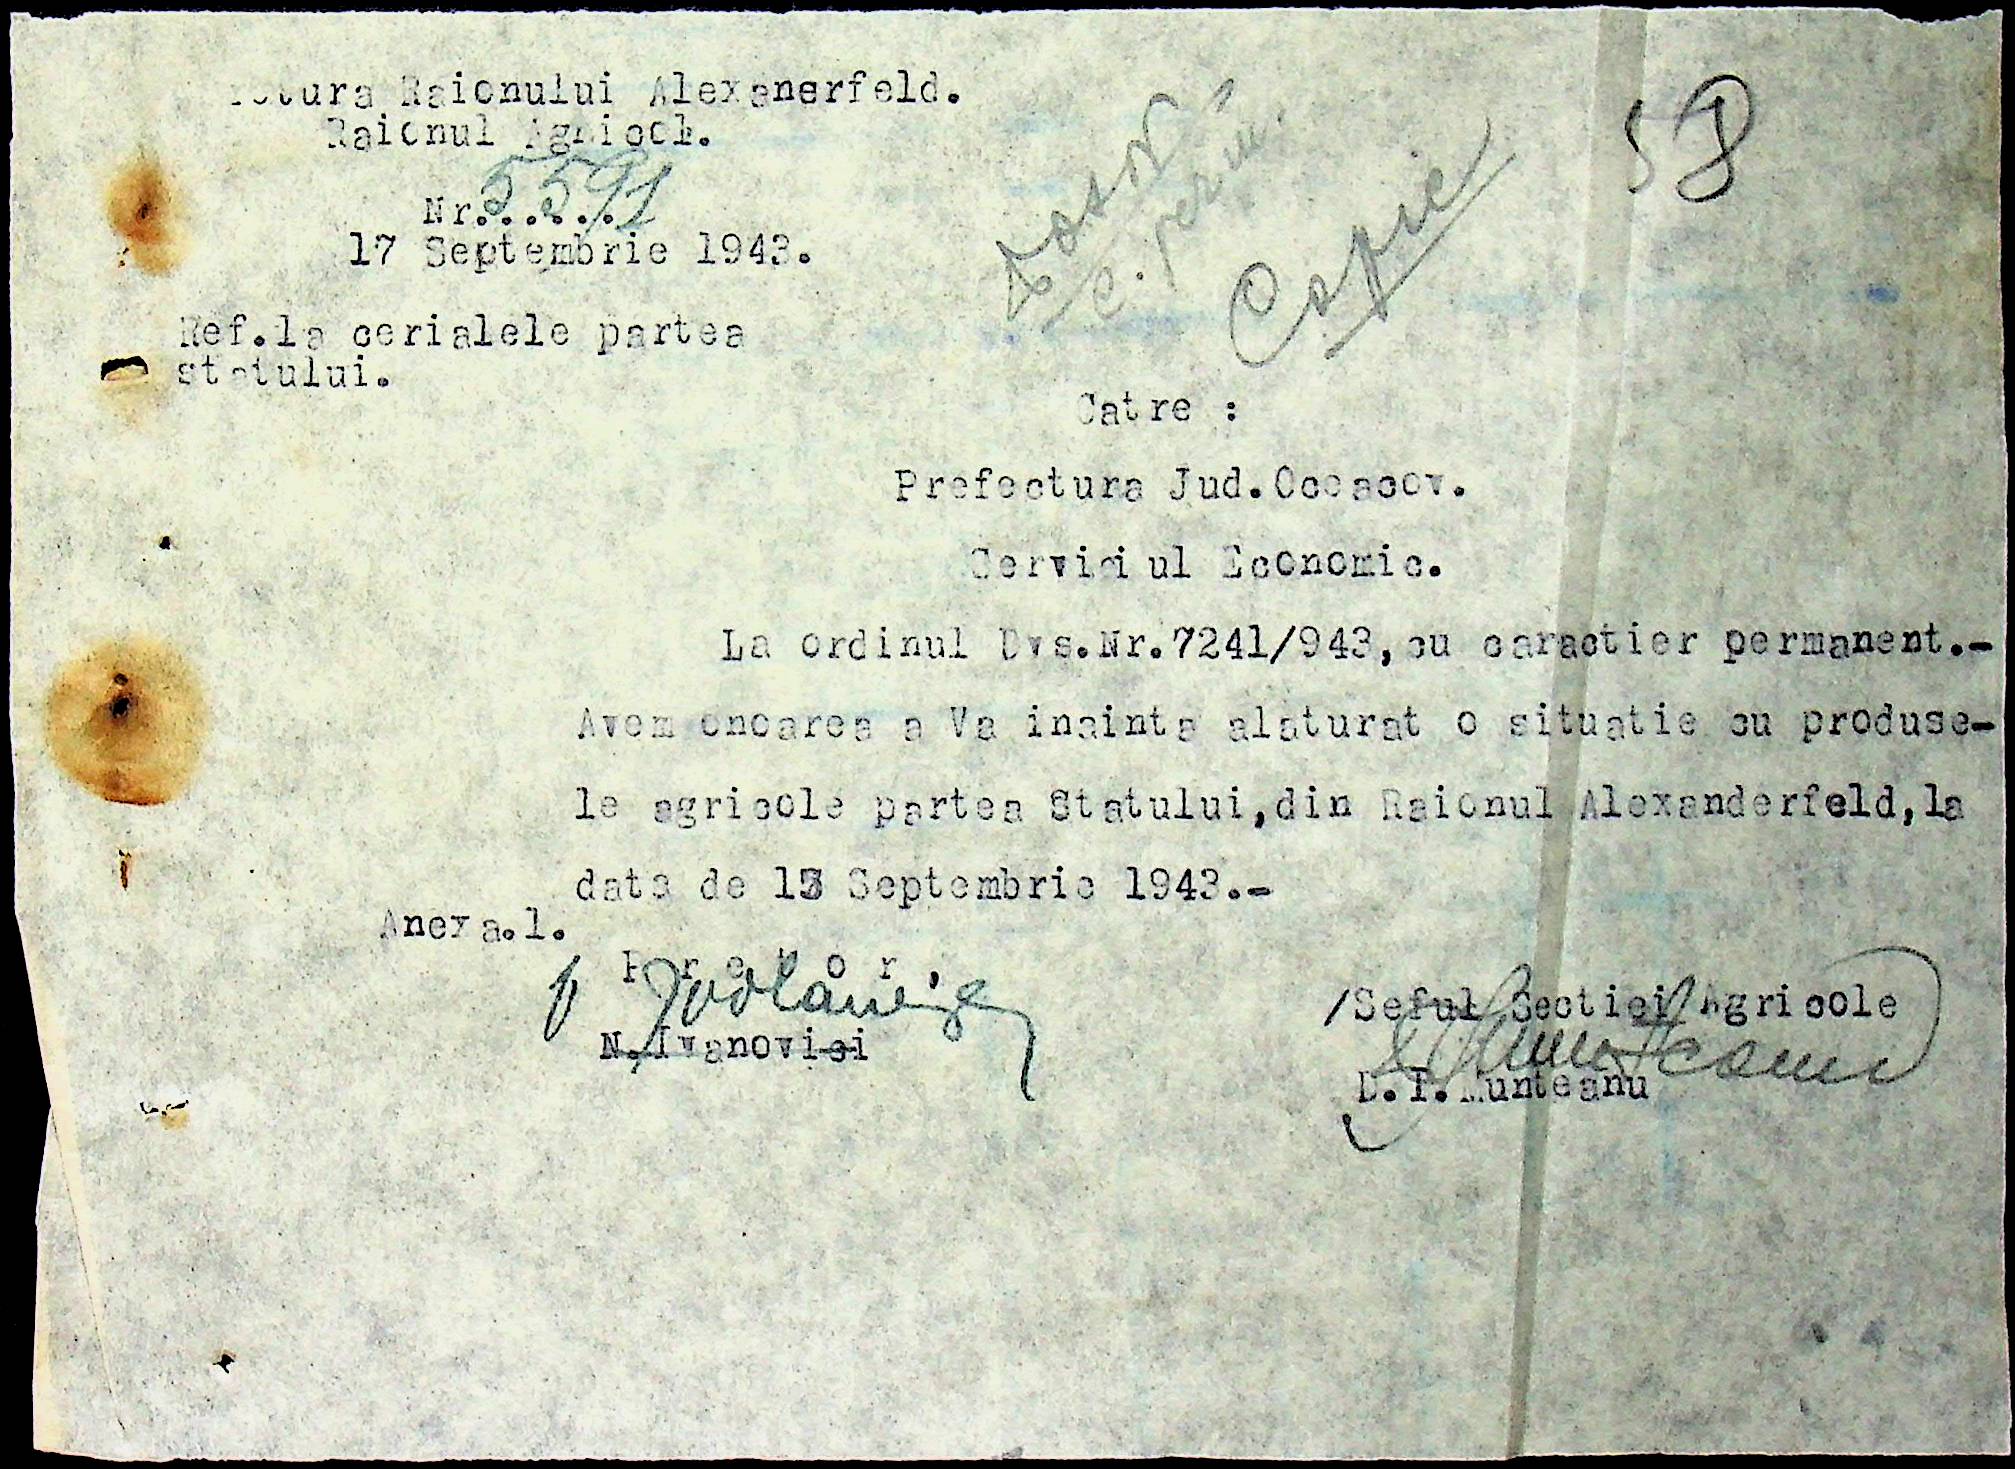 Raionului Alexanerfeld.
Raionul Agricol.
Nr. 5591
17 Septembrie 1943.
58
Copie
Ref.la cerialele partea
statului.
Catre :
Prefectura Jud.Oceacov.
Serviciul Economic.
La ordinul Dvs.Nr.7241/943,cu caractier permanent.-
Avem onoarea a Va inainta alaturat o situatie cu produse-
le agricole partea Statului,din Raionul Alexanderfeld,la
data de 15 Septembrie 1943.-
Anexa.1.
P r e t o r ,
N.Ivanovici
/Seful Sectiei Agricole
D.P.Munteanu